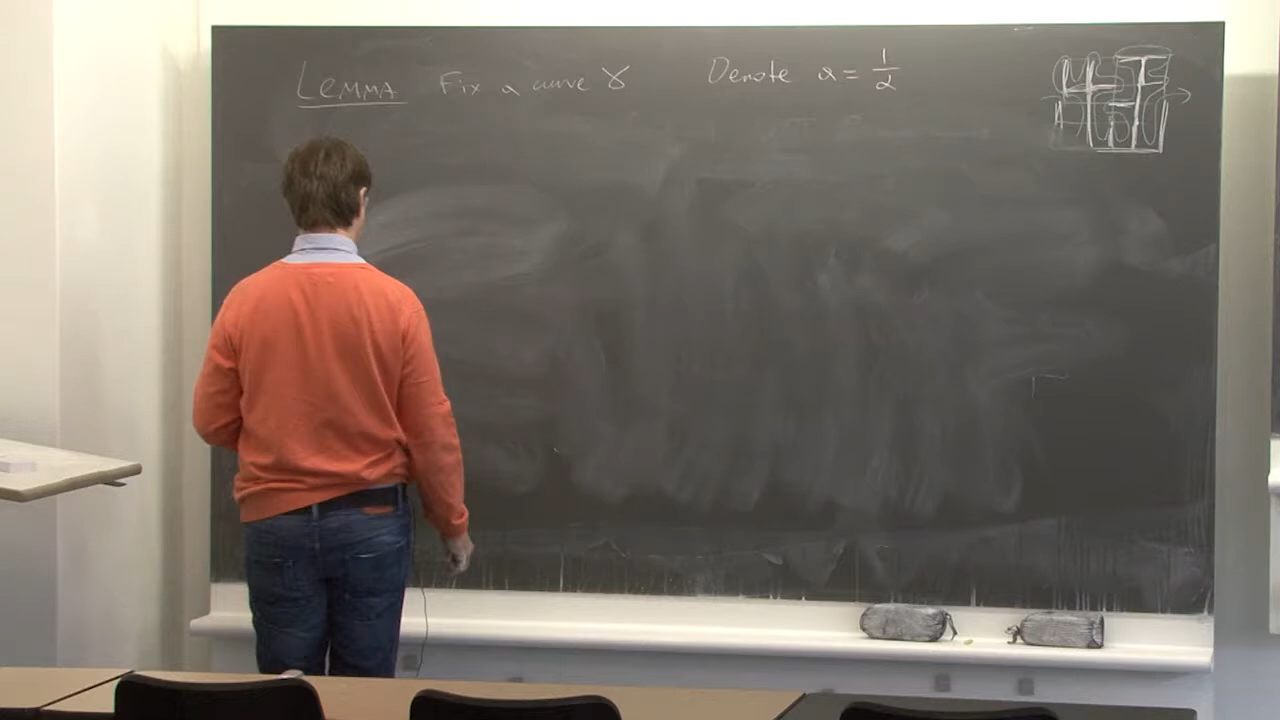 Lemma Fix a curve γ Denote a = 1/2